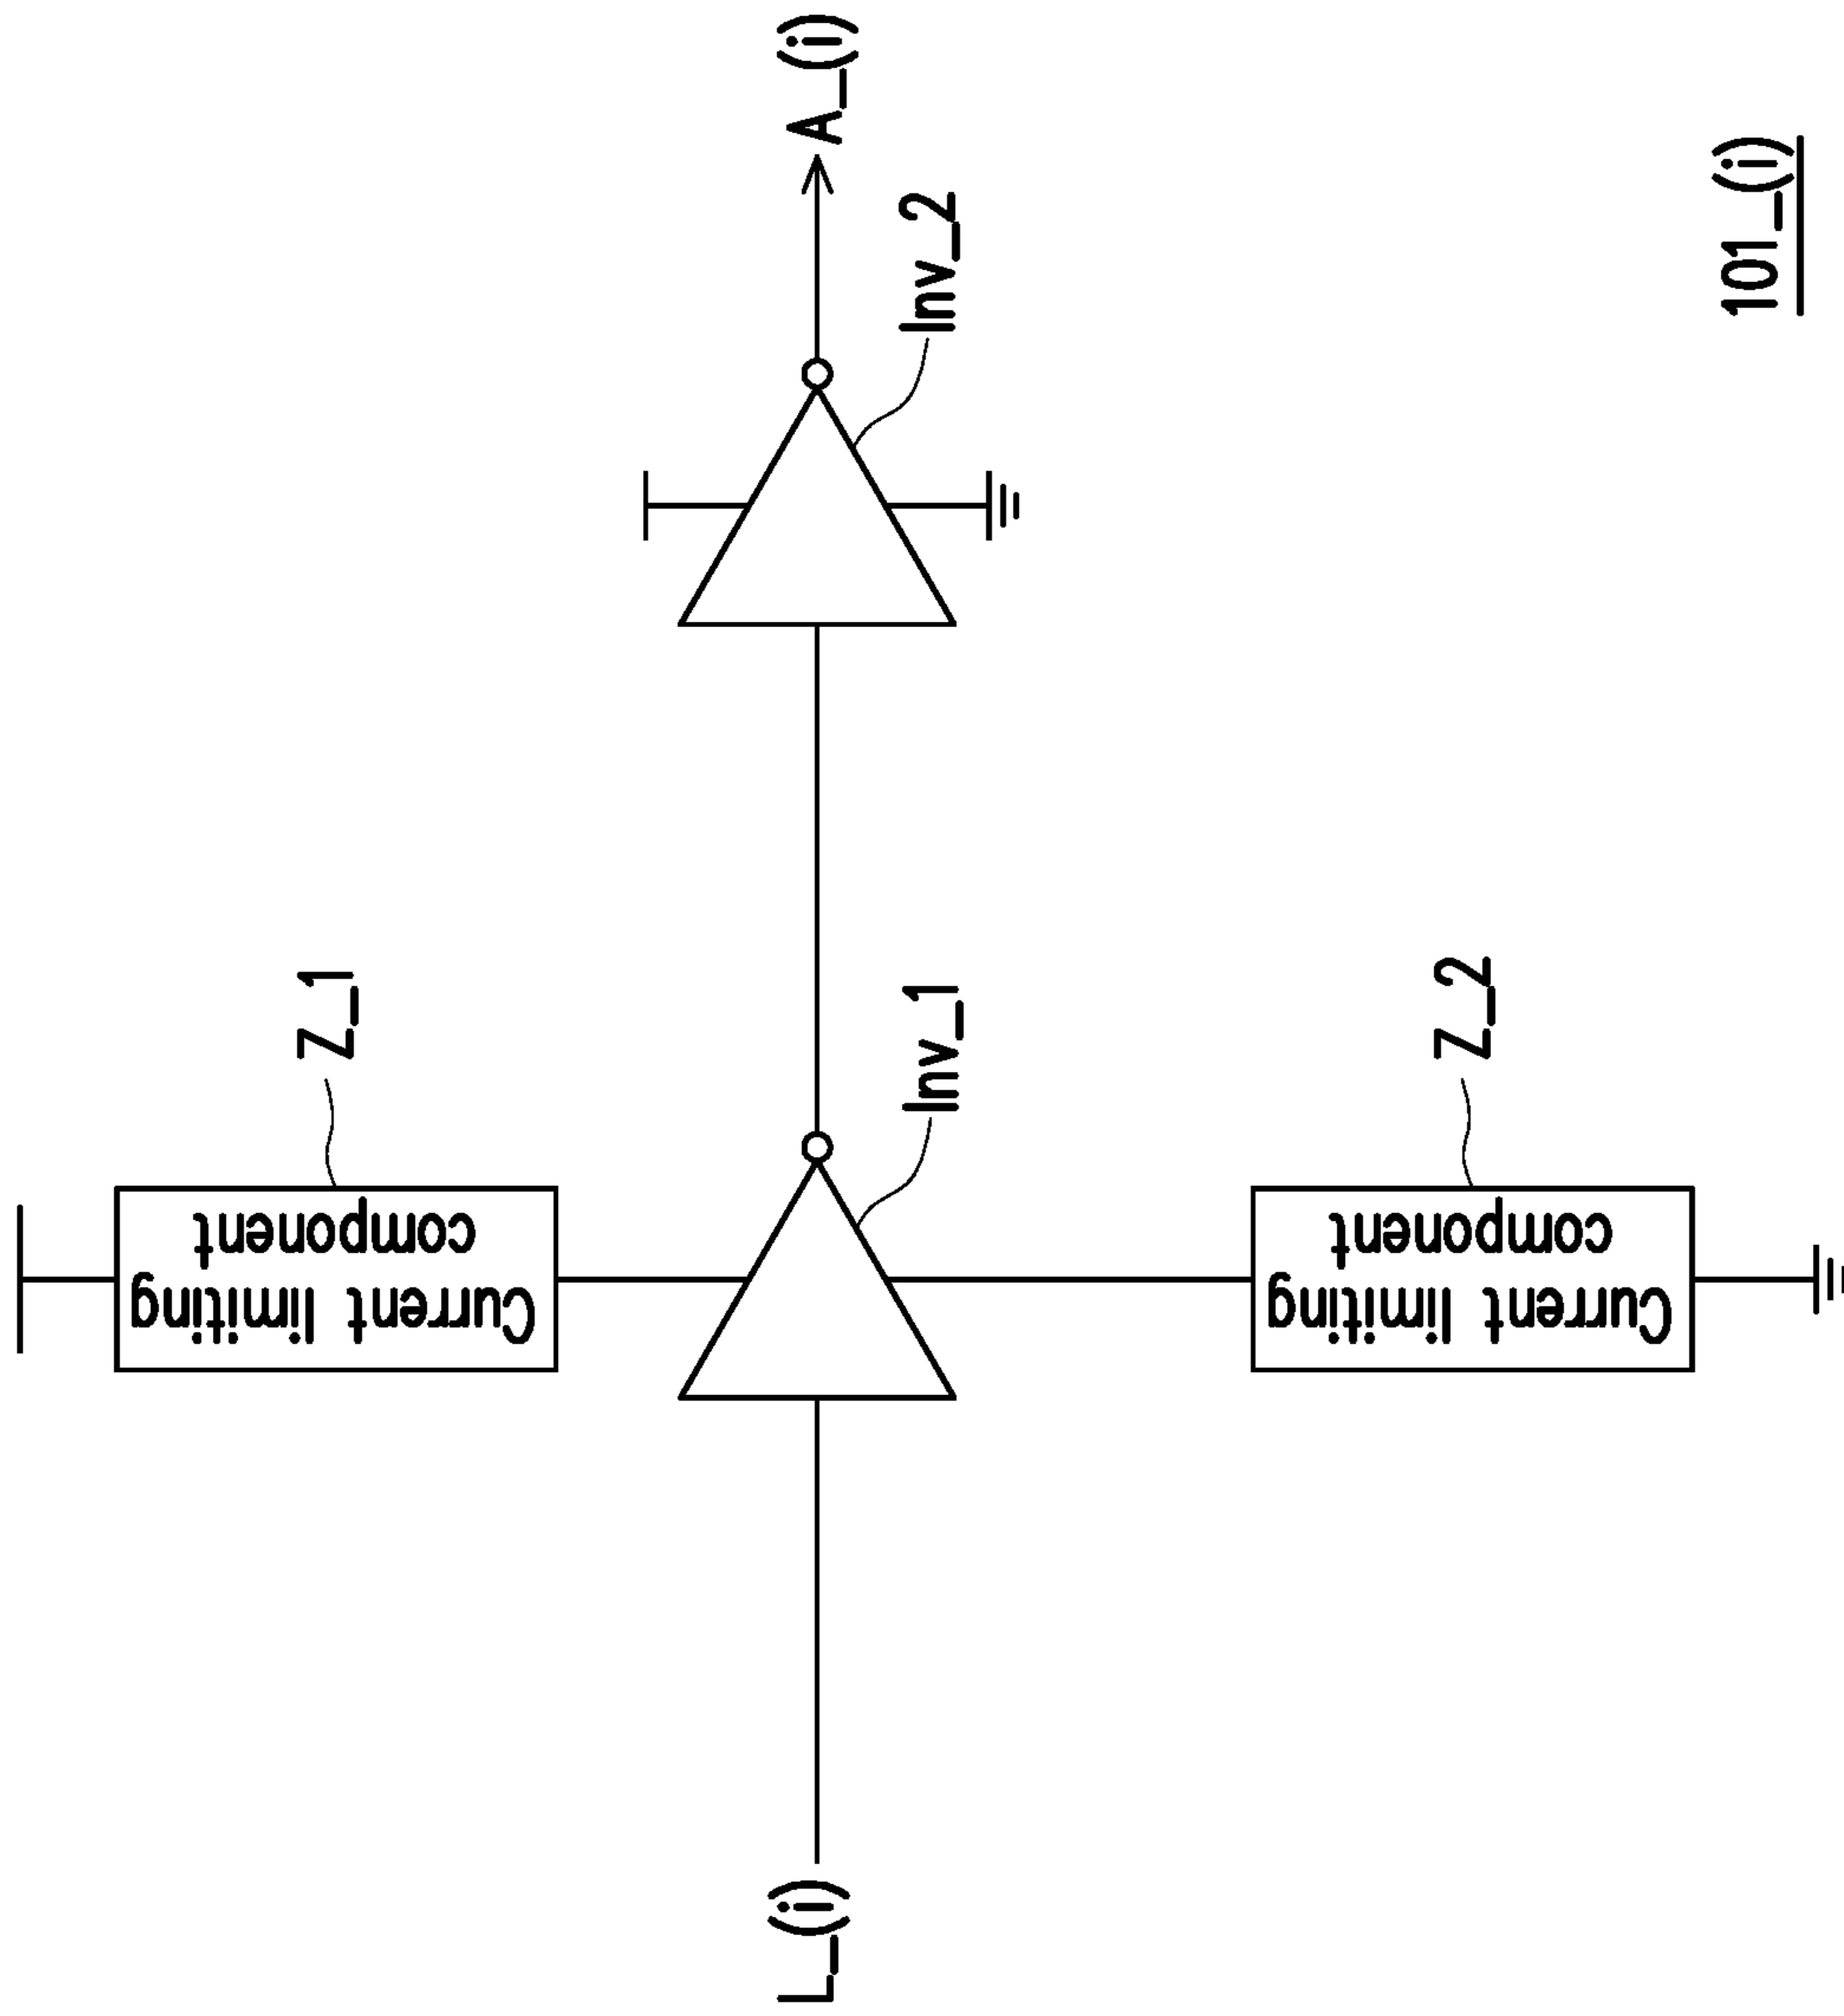 Current limiting
component
Z_1
L_(i)
Inv_1
Inv_2
A_(i)
Current limiting
component
Z_2
101_(i)